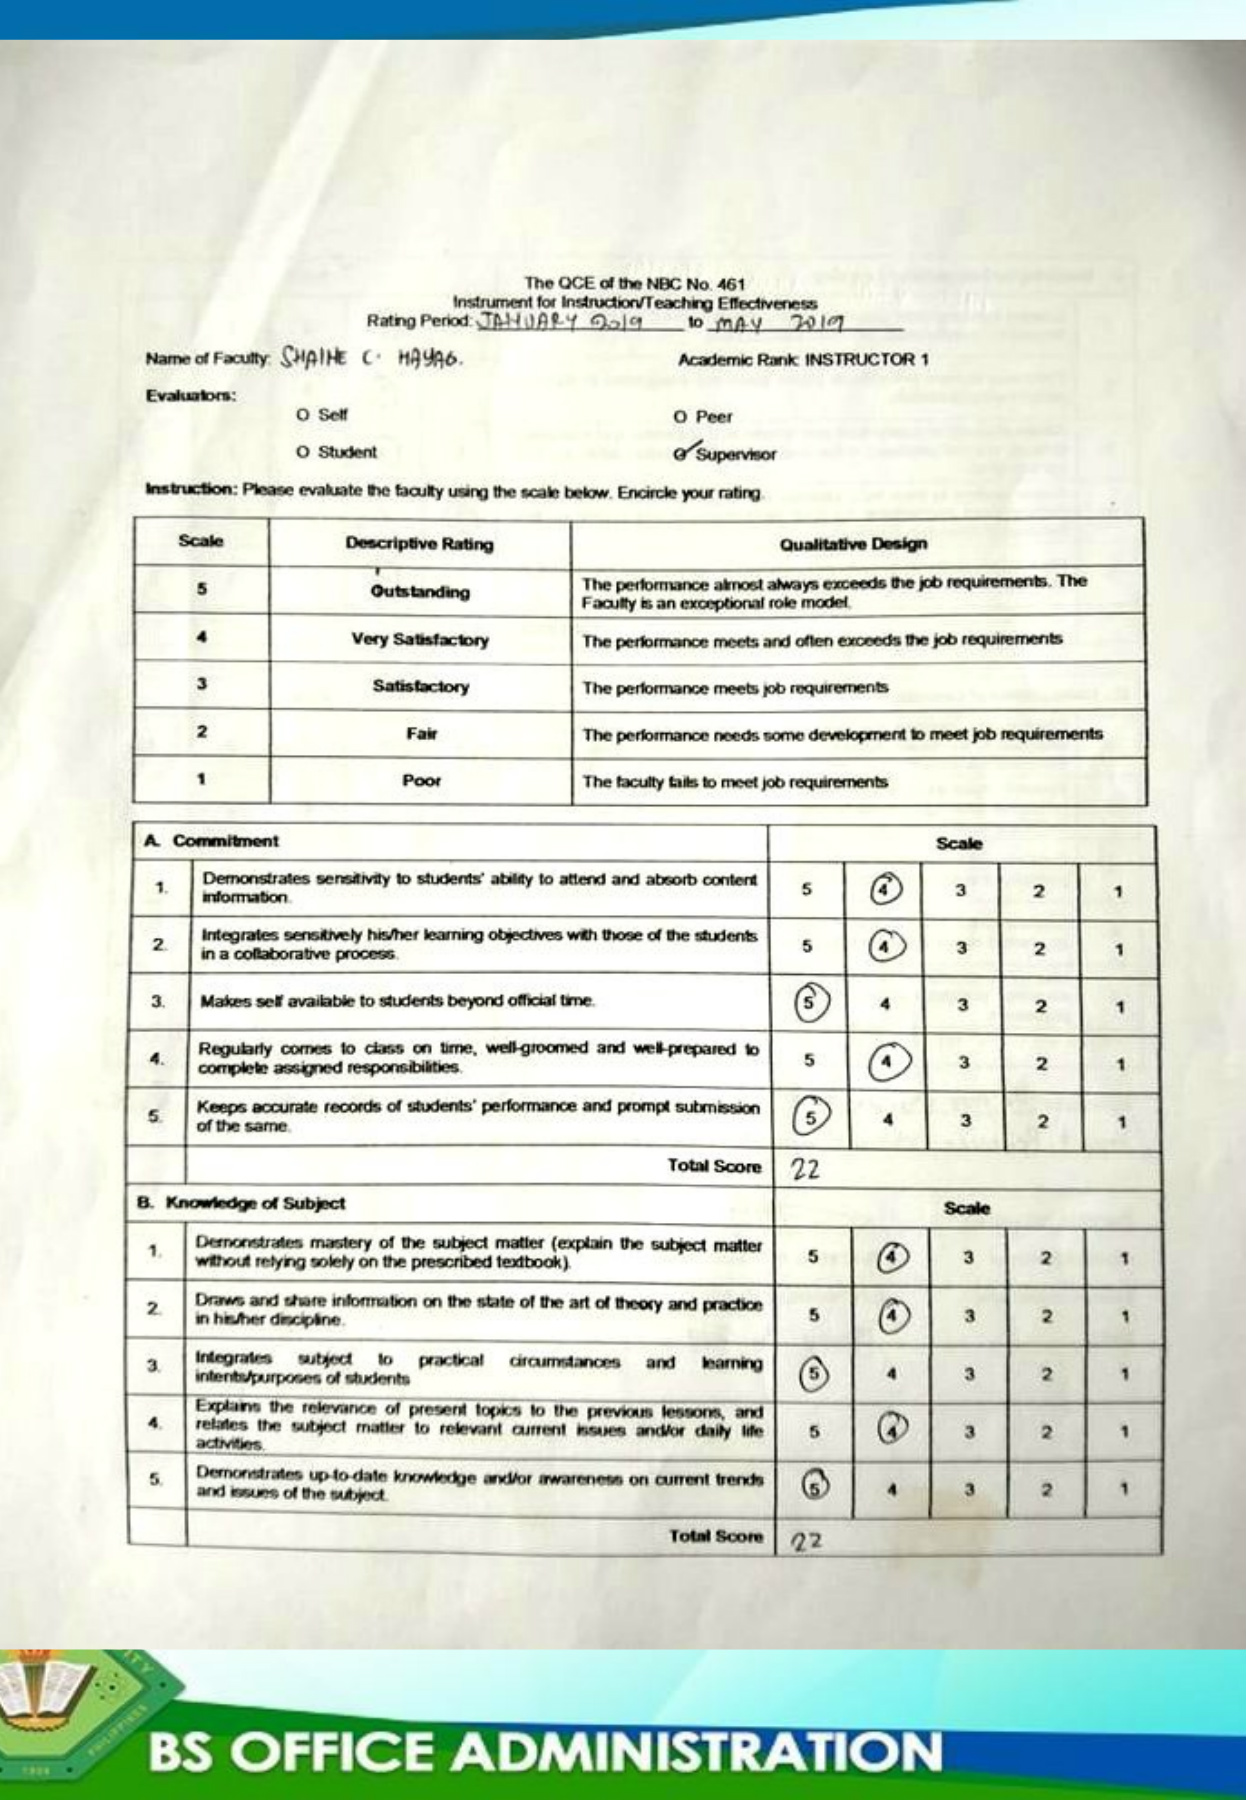 The QCE of the NBC No. 461
Instrument for Instruction/Teaching Effectiveness
Rating Period: JANUARY 2019 to MAY 2019
Name of Faculty: SHAINE C. MAYAG. Academic Rank: INSTRUCTOR 1
Evaluators:
O Self O Peer
O Student O Supervisor
Instruction: Please evaluate the faculty using the scale below. Encircle your rating.
Scale Descriptive Rating Qualitative Design
5 Outstanding The performance almost always exceeds the job requirements. The
Faculty is an exceptional role model.
4 Very Satisfactory The performance meets and often exceeds the job requirements
3 Satisfactory The performance meets job requirements
2 Fair The performance needs some development to meet job requirements
1 Poor The faculty fails to meet job requirements
A. Commitment Scale
1. Demonstrates sensitivity to students' ability to attend and absorb content
information. 5 4 3 2 1
2. Integrates sensitively his/her learning objectives with those of the students
in a collaborative process. 5 4 3 2 1
3. Makes self available to students beyond official time. 5 4 3 2 1
4. Regularly comes to class on time, well-groomed and well-prepared to
complete assigned responsibilities. 5 4 3 2 1
5. Keeps accurate records of students' performance and prompt submission
of the same. 5 4 3 2 1
Total Score 22
B. Knowledge of Subject Scale
1. Demonstrates mastery of the subject matter (explain the subject matter
without relying solely on the prescribed textbook). 5 4 3 2 1
2. Draws and share information on the state of the art of theory and practice
in his/her discipline. 5 4 3 2 1
3. Integrates subject to practical circumstances and learning
intents/purposes of students 5 4 3 2 1
4. Explains the relevance of present topics to the previous lessons, and
relates the subject matter to relevant current issues and/or daily life
activities. 5 4 3 2 1
5. Demonstrates up-to-date knowledge and/or awareness on current trends
and issues of the subject. 5 4 3 2 1
Total Score 22
PHILIPPINES
BS OFFICE ADMINISTRATION